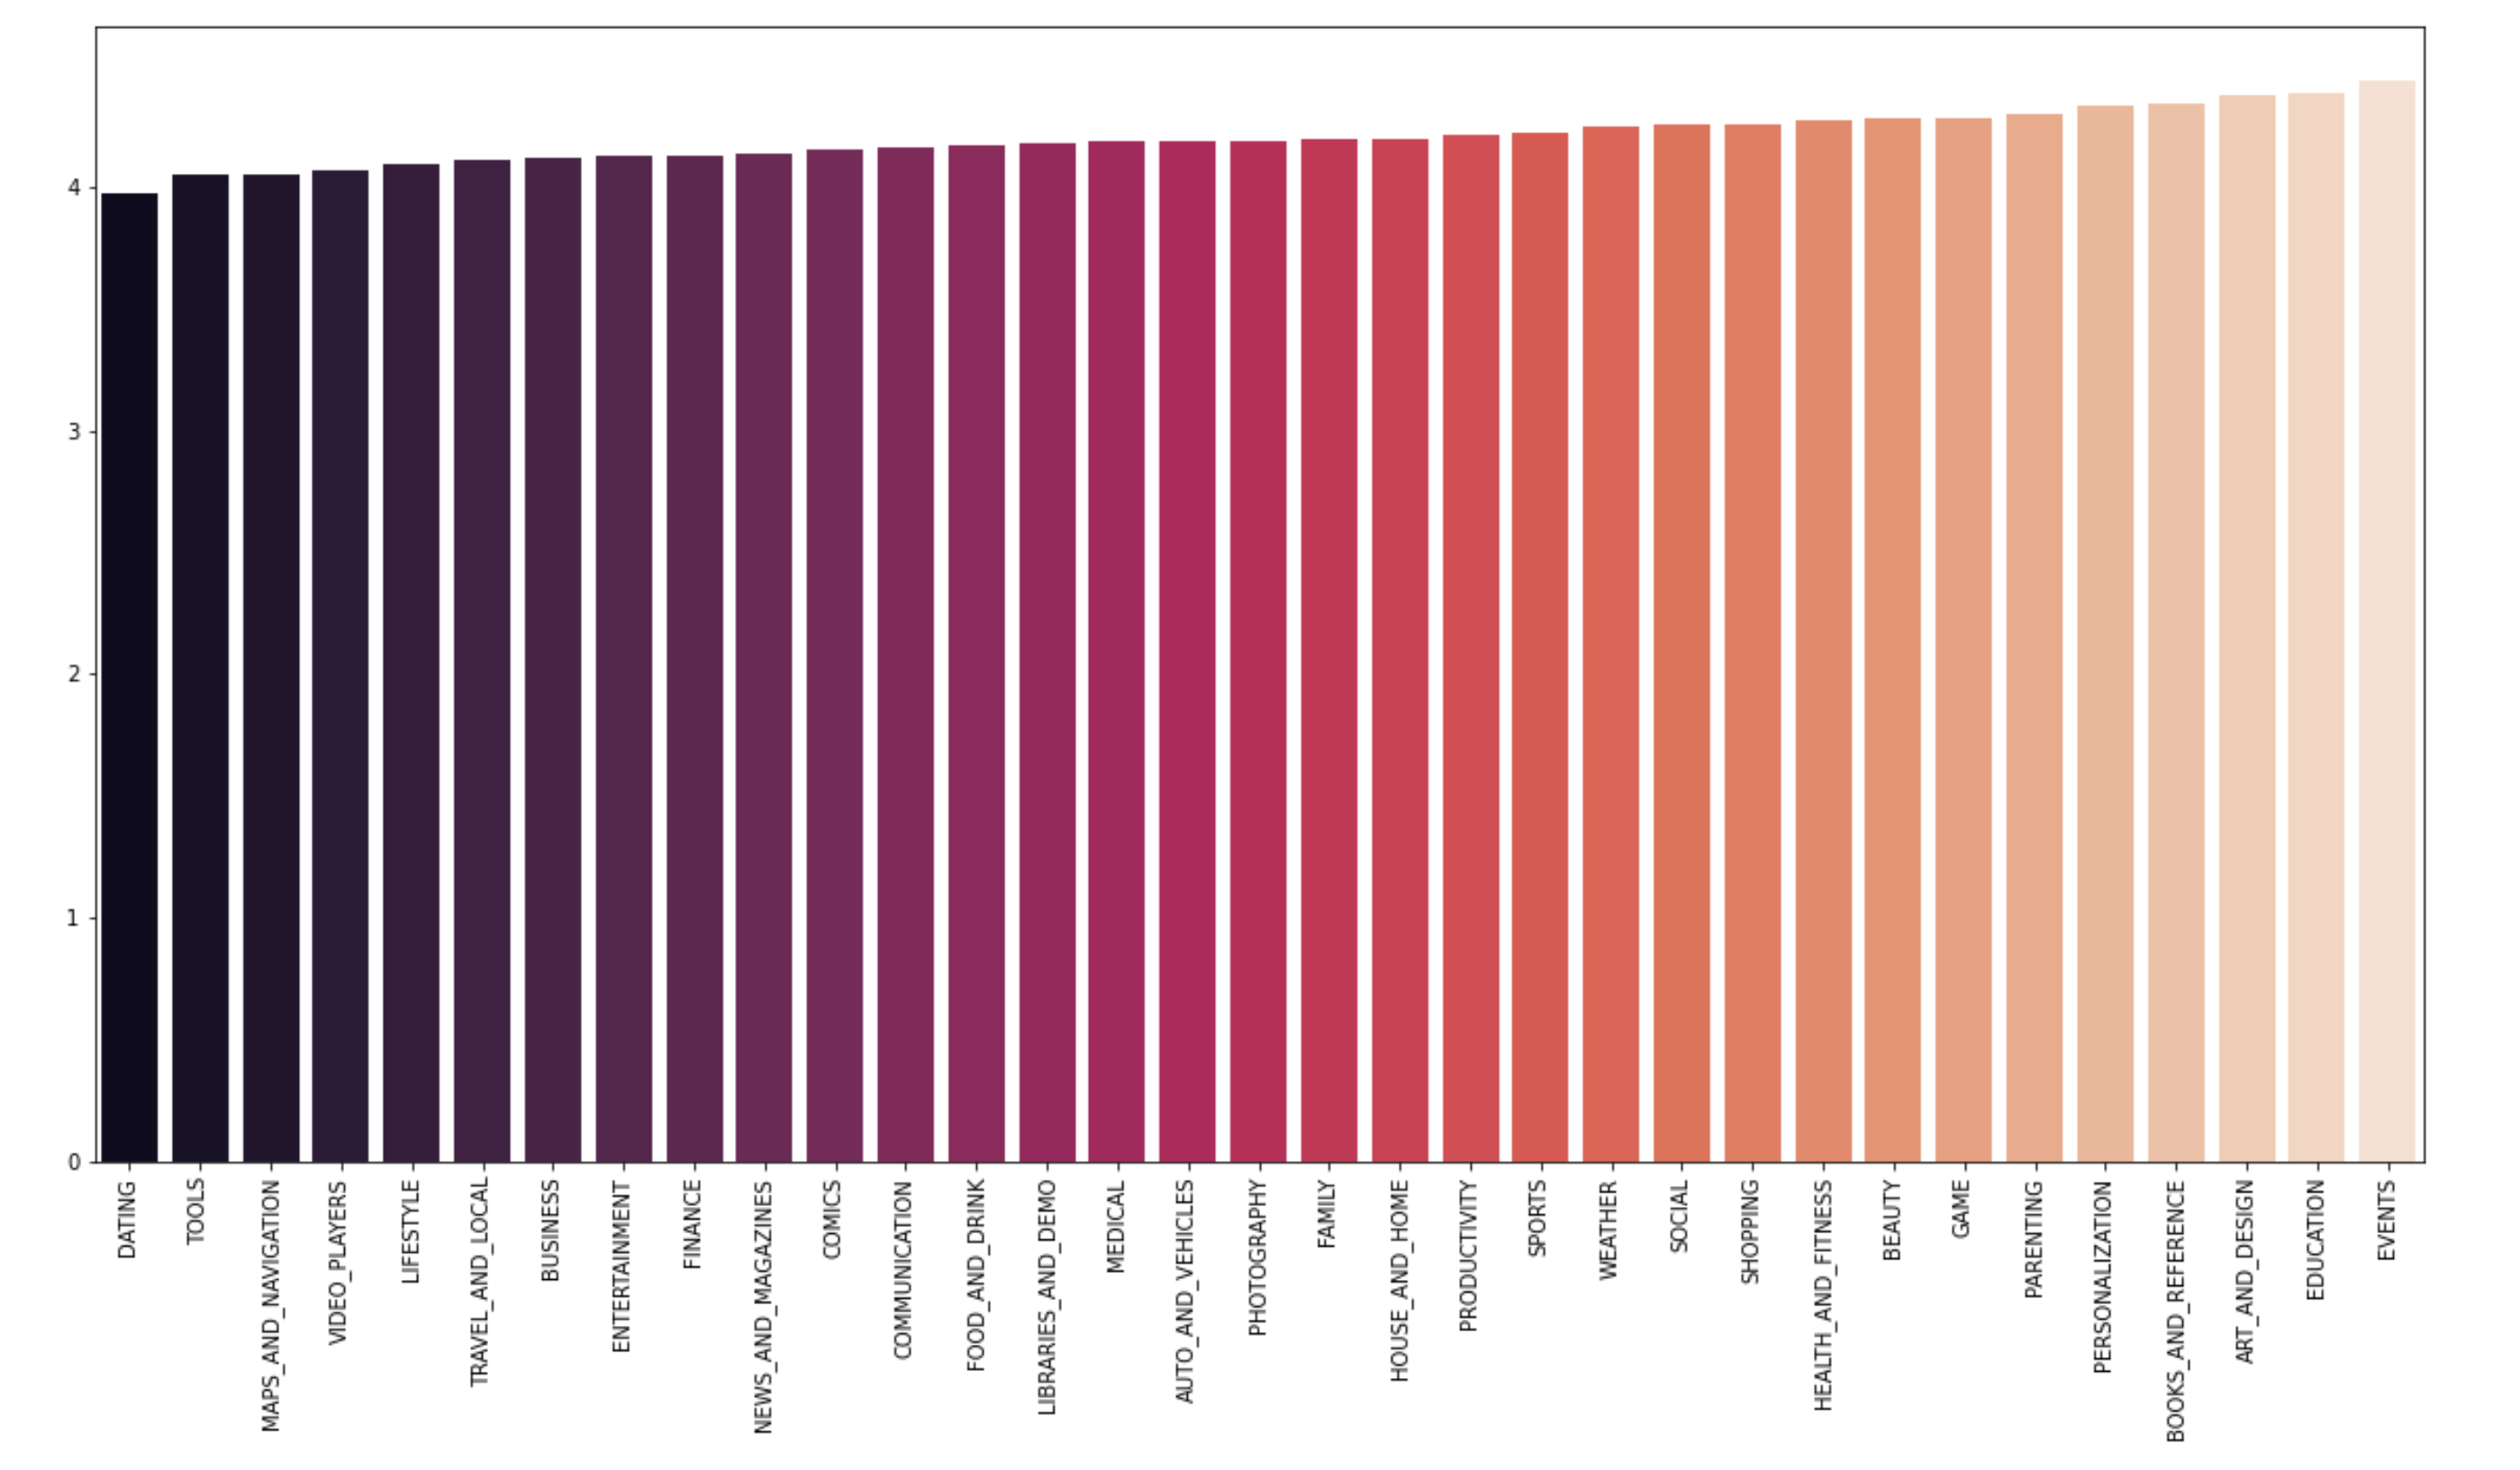 4
3
2
1
0
DATING
TOOLS
MAPS_AND_NAVIGATION
VIDEO_PLAYERS
LIFESTYLE
TRAVEL_AND_LOCAL
BUSINESS
ENTERTAINMENT
FINANCE
NEWS_AND_MAGAZINES
COMICS
COMMUNICATION
FOOD_AND_DRINK
LIBRARIES_AND_DEMO
MEDICAL
AUTO_AND_VEHICLES
PHOTOGRAPHY
FAMILY
HOUSE_AND_HOME
PRODUCTIVITY
SPORTS
WEATHER
SOCIAL
SHOPPING
HEALTH_AND_FITNESS
BEAUTY
GAME
PARENTING
PERSONALIZATION
BOOKS_AND_REFERENCE
ART_AND_DESIGN
EDUCATION
EVENTS